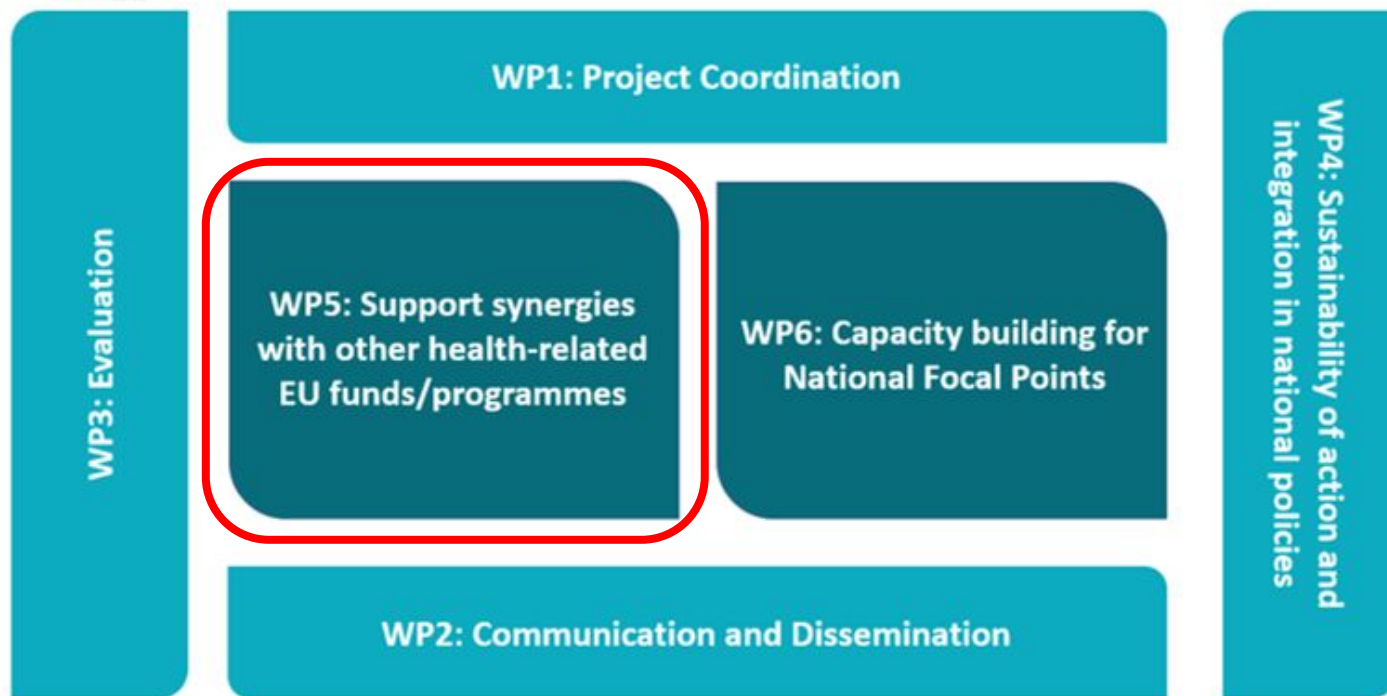 WP1: Project Coordination
WP3: Evaluation
WP5: Support synergies
with other health-related
EU funds/programmes
WP6: Capacity building for
National Focal Points
WP4: Sustainability of action and
integration in national policies
WP2: Communication and Dissemination